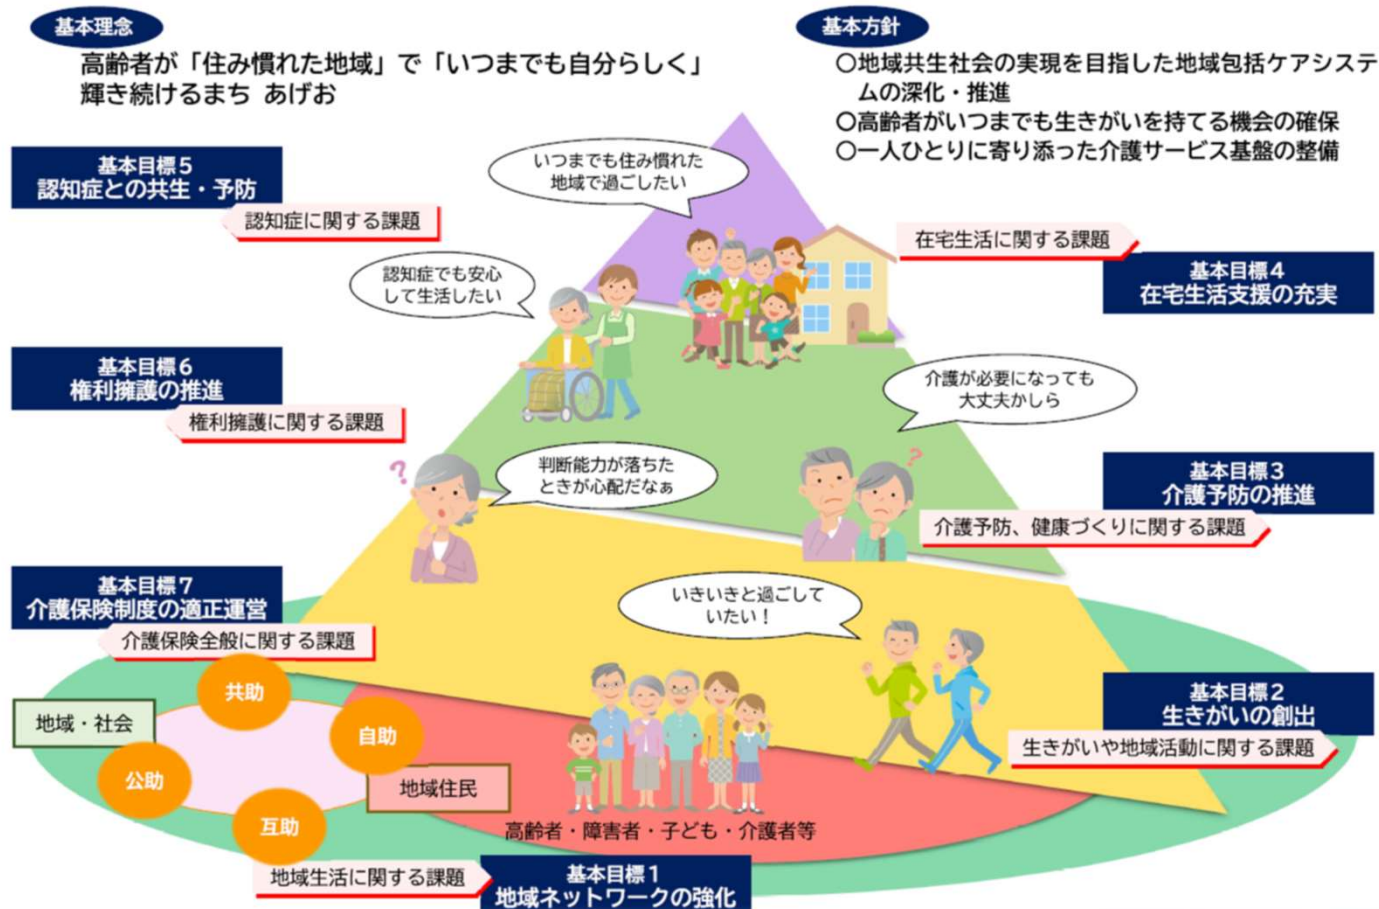 基本理念
高齢者が「住み慣れた地域」で「いつまでも自分らしく」
輝き続けるまち あげお
基本方針
○地域共生社会の実現を目指した地域包括ケアシステ
ムの深化・推進
○高齢者がいつまでも生きがいを持てる機会の確保
○一人ひとりに寄り添った介護サービス基盤の整備
基本目標5
認知症との共生・予防
認知症に関する課題
いつまでも住み慣れた
地域で過ごしたい
在宅生活に関する課題
基本目標4
在宅生活支援の充実
認知症でも安心
して生活したい
基本目標6
権利擁護の推進
権利擁護に関する課題
介護が必要になっても
大丈夫かしら
?
判断能力が落ちた
ときが心配だなぁ
?
基本目標3
介護予防の推進
介護予防、健康づくりに関する課題
基本目標7
介護保険制度の適正運営
介護保険全般に関する課題
いきいきと過ごして
いたい!
基本目標2
生きがいの創出
生きがいや地域活動に関する課題
共助
地域・社会
自助
公助
地域住民
互助
高齢者・障害者・子ども・介護者等
地域生活に関する課題
基本目標1
地域ネットワークの強化